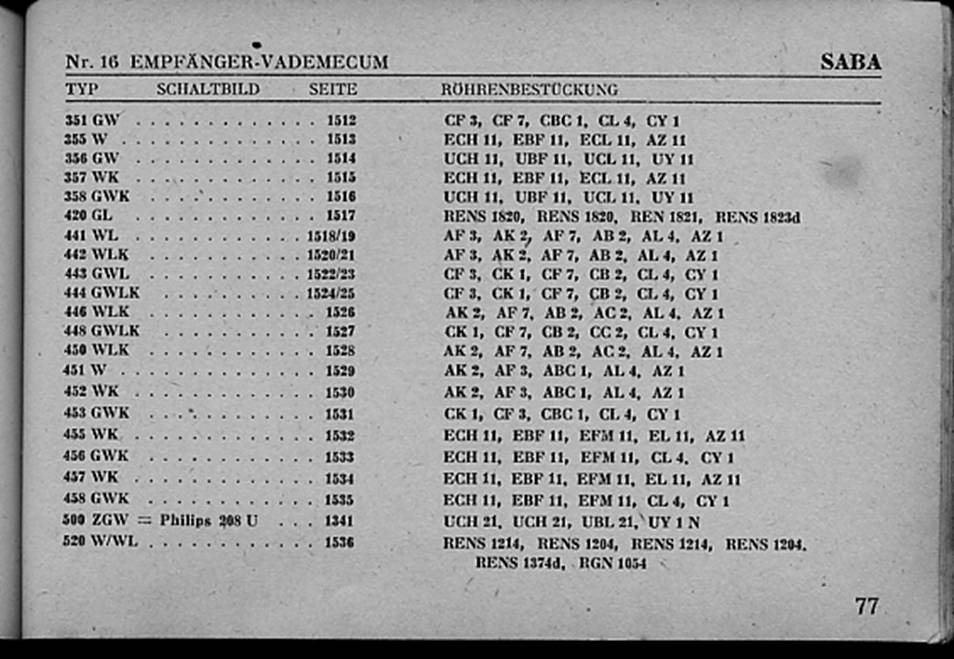 Nr. 16 EMPFÄNGER-VADEMECUM SABA
TYP SCHALTBILD SEITE RÖHRENBESTÜCKUNG
351 GW . . . . . . . . . . . . . . 1512 CF 3, CF 7, CBC 1, CL 4, CY 1
355 W . . . . . . . . . . . . . . . 1513 ECH 11, EBF 11, ECL 11, AZ 11
356 GW . . . . . . . . . . . . . . 1514 UCH 11, UBF 11, UCL 11, UY 11
357 WK . . . . . . . . . . . . . . 1515 ECH 11, EBF 11, ECL 11, AZ 11
358 GWK . . . . . . . . . . . . . 1516 UCH 11, UBF 11, UCL 11, UY 11
420 GL . . . . . . . . . . . . . . 1517 RENS 1820, RENS 1820, REN 1821, RENS 1823d
441 WL . . . . . . . . . . . . . 1518/19 AF 3, AK 2, AF 7, AB 2, AL 4, AZ 1
442 WLK . . . . . . . . . . . . 1520/21 AF 3, AK 2, AF 7, AB 2, AL 4, AZ 1
443 GWL . . . . . . . . . . . . 1522/23 CF 3, CK 1, CF 7, CB 2, CL 4, CY 1
444 GWLK . . . . . . . . . . . 1524/25 CF 3, CK 1, CF 7, CB 2, CL 4, CY 1
446 WLK . . . . . . . . . . . . . 1526 AK 2, AF 7, AB 2, AC 2, AL 4, AZ 1
448 GWLK . . . . . . . . . . . . 1527 CK 1, CF 7, CB 2, CC 2, CL 4, CY 1
450 WLK . . . . . . . . . . . . . 1528 AK 2, AF 7, AB 2, AC 2, AL 4, AZ 1
451 W . . . . . . . . . . . . . . . 1529 AK 2, AF 3, ABC 1, AL 4, AZ 1
452 WK . . . . . . . . . . . . . . 1530 AK 2, AF 3, ABC 1, AL 4, AZ 1
453 GWK . . . . . . . . . . . . . 1531 CK 1, CF 3, CBC 1, CL 4, CY 1
455 WK . . . . . . . . . . . . . . 1532 ECH 11, EBF 11, EFM 11, EL 11, AZ 11
456 GWK . . . . . . . . . . . . . 1533 ECH 11, EBF 11, EFM 11, CL 4, CY 1
457 WK . . . . . . . . . . . . . . 1534 ECH 11, EBF 11, EFM 11, EL 11, AZ 11
458 GWK . . . . . . . . . . . . . 1535 ECH 11, EBF 11, EFM 11, CL 4, CY 1
500 ZGW = Philips 208 U . . . 1341 UCH 21, UCH 21, UBL 21, UY 1 N
520 W/WL . . . . . . . . . . . . . 1536 RENS 1214, RENS 1204, RENS 1214, RENS 1204,
RENS 1374d, RGN 1054
77